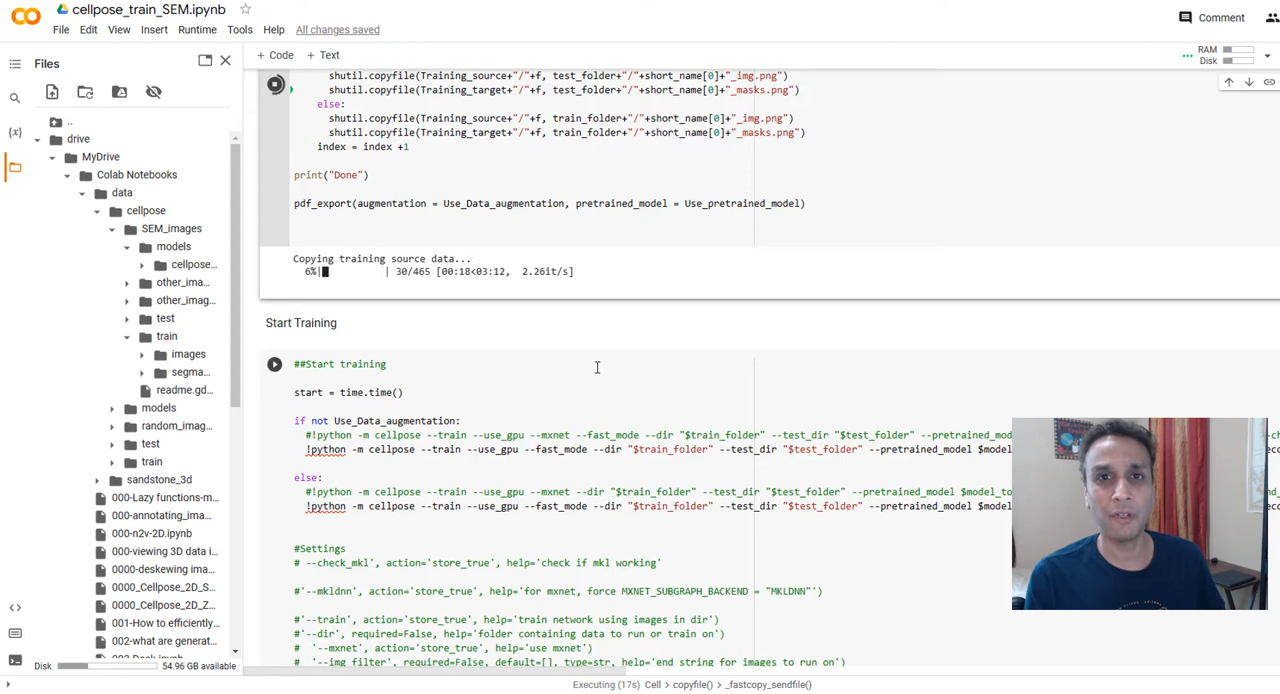 cellpose_train_SEM.ipynb
File Edit View Insert Runtime Tools Help All changes saved
Comment
Files
+ Code + Text
RAM
Disk
..
drive
MyDrive
Colab Notebooks
data
cellpose
SEM_images
models
cellpose...
other_ima...
other_imag...
test
train
images
segma...
readme.gd...
models
random_imag...
test
train
sandstone_3d
000-Lazy functions-m...
000-annotating_ima...
000-n2v-2D.ipynb
000-viewing 3D data i...
0000-deskewing imag...
0000_Cellpose_2D_S...
0000_Cellpose_2D_Z...
001-How to efficiently...
002-what are generat...
Disk 54.96 GB available
shutil.copyfile(Training_source+"/"+f, test_folder+"/"+short_name[0]+"_img.png")
shutil.copyfile(Training_target+"/"+f, test_folder+"/"+short_name[0]+"_masks.png")
else:
shutil.copyfile(Training_source+"/"+f, train_folder+"/"+short_name[0]+"_img.png")
shutil.copyfile(Training_target+"/"+f, train_folder+"/"+short_name[0]+"_masks.png")
index = index +1
print("Done")
pdf_export(augmentation = Use_Data_augmentation, pretrained_model = Use_pretrained_model)
Copying training source data...
6%| | 30/465 [00:18<03:12, 2.26it/s]
Start Training
##Start training
start = time.time()
if not Use_Data_augmentation:
#!python -m cellpose --train --use_gpu --mxnet --fast_mode --dir "$train_folder" --test_dir "$test_folder" --pretrained_
!python -m cellpose --train --use_gpu --fast_mode --dir "$train_folder" --test_dir "$test_folder" --pretrained_model $model
else:
#!python -m cellpose --train --use_gpu --mxnet --dir "$train_folder" --test_dir "$test_folder" --pretrained_model $model_to
!python -m cellpose --train --use_gpu --fast_mode --dir "$train_folder" --test_dir "$test_folder" --pretrained_model $model
#Settings
# --check_mkl', action='store_true', help='check if mkl working'
#'--mkldnn', action='store_true', help='for mxnet, force MXNET_SUBGRAPH_BACKEND = "MKLDNN"')
#'--train', action='store_true', help='train network using images in dir')
#'--dir', required=False, help='folder containing data to run or train on')
# '--mxnet', action='store_true', help='use mxnet')
# '--img_filter', required=False, default=[], type=str, help='end string for images to run on')
Executing (17s) Cell > copyfile() > _fastcopy_sendfile()